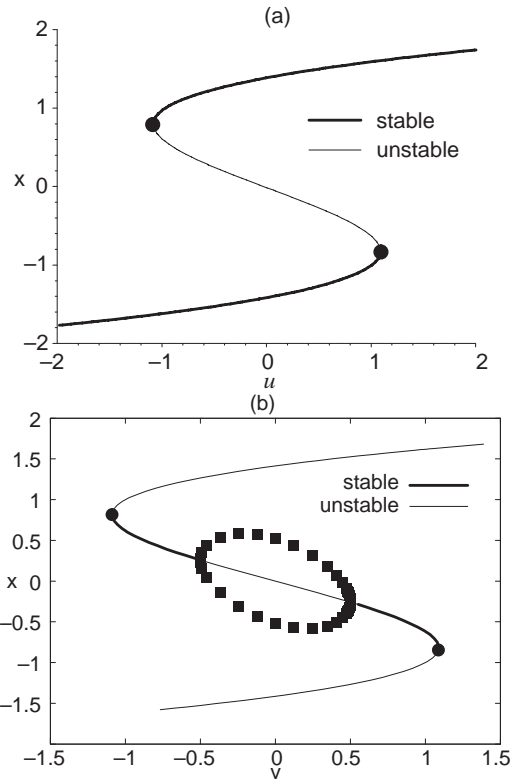 (a)
2
stable
1
unstable
x 0
–1
–2
–2 –1 0 1 2
u
(b)
2
1.5
stable
1
unstable
0.5
x 0
–0.5
–1
–1.5
–1.5 –1 –0.5 0 0.5 1 1.5